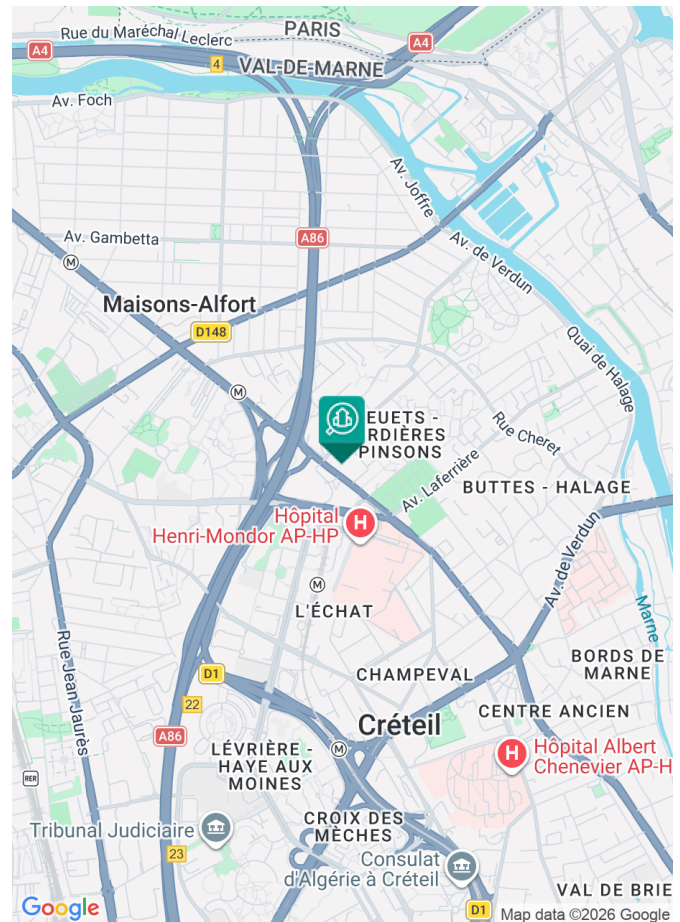 PARIS
Rue du Maréchal Leclerc
A4
A4
4
VAL DE MARNE
Av. Foch
Av. Joffre
Av. Gambetta
A86
Av. de Verdun
M
Maisons-Alfort
D148
Quai de Halage
M
EUETS -
RDIÈRES
PINSONS
Rue Cheret
Av. Laferrière
BUTTES - HALAGE
Hôpital
Henri-Mondor AP-HP
H
Av. de Verdun
M
L'ÉCHAT
Marne
Rue Jean Jaurès
D1
CHAMPEVAL
BORDS DE
MARNE
22
CENTRE ANCIEN
A86
Créteil
LÉVRIÈRE -
HAYE AUX
MOINES
M
H
Hôpital Albert
Chenevier AP-H
RER
Tribunal Judiciaire
CROIX DES
MÈCHES
23
Consulat
d'Algérie à Créteil
VAL DE BRIE
D1
Google
Map data ©2026 Google